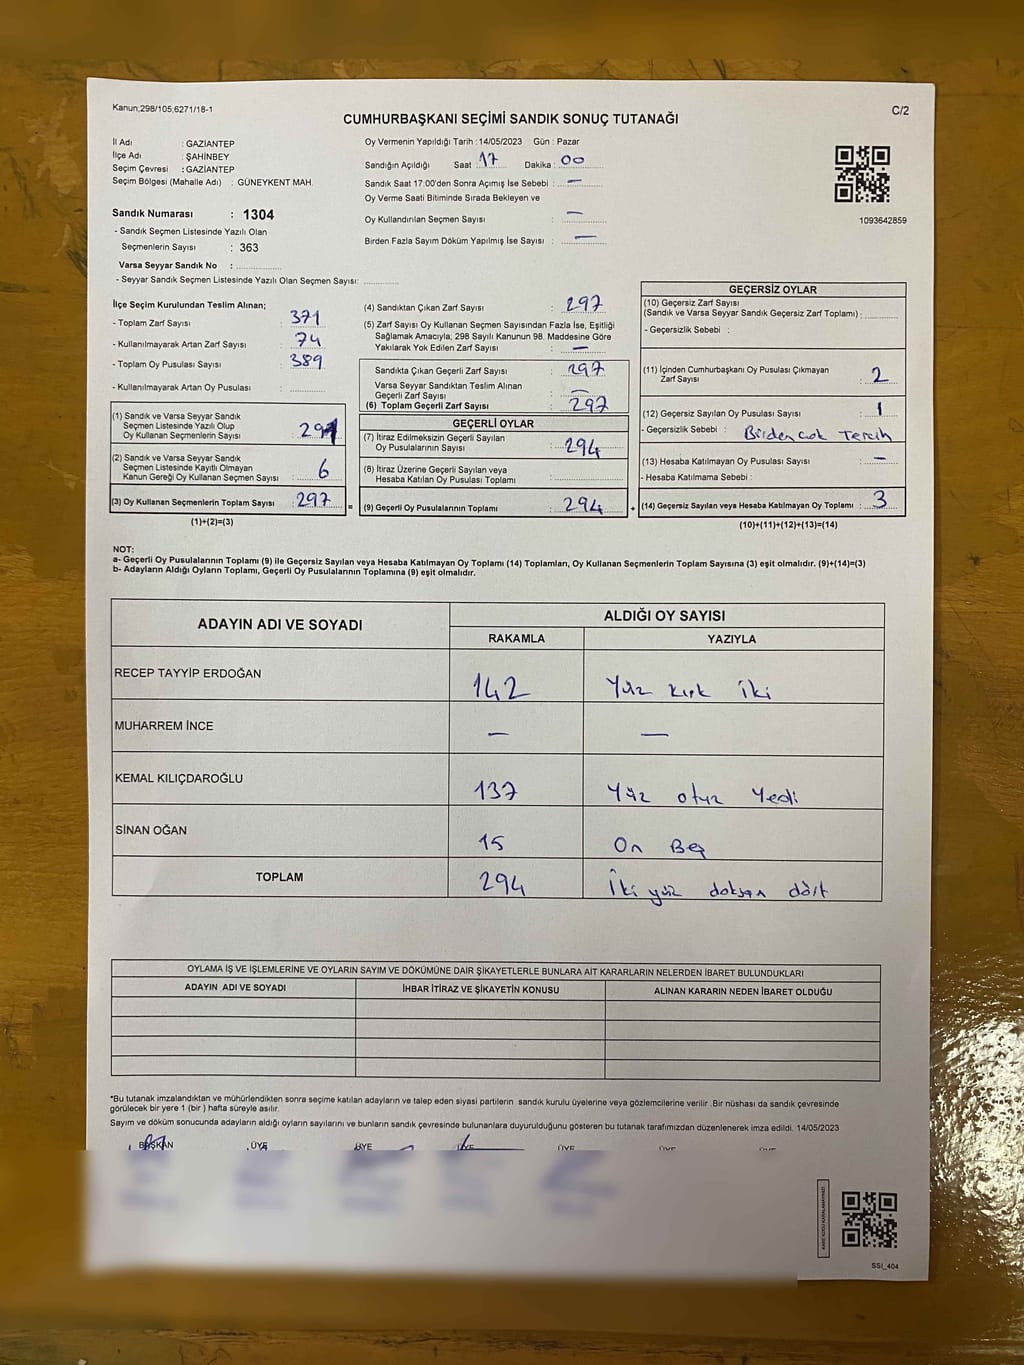 Kanun;298/105,6271/18-1
C/2
CUMHURBAŞKANI SEÇİMİ SANDIK SONUÇ TUTANAĞI
İl Adı : GAZİANTEP
İlçe Adı : ŞAHİNBEY
Seçim Çevresi : GAZİANTEP
Seçim Bölgesi (Mahalle Adı) : GÜNEYKENT MAH.
Sandık Numarası : 1304
- Sandık Seçmen Listesinde Yazılı Olan
Seçmenlerin Sayısı : 363
Varsa Seyyar Sandık No :
- Seyyar Sandık Seçmen Listesinde Yazılı Olan Seçmen Sayısı:
Oy Vermenin Yapıldığı Tarih :14/05/2023 Gün : Pazar
Sandığın Açıldığı Saat 17 Dakika : 00
Sandık Saat 17:00'den Sonra Açımış İse Sebebi : —
Oy Verme Saati Bitiminde Sırada Bekleyen ve
Oy Kullandırılan Seçmen Sayısı : —
Birden Fazla Sayım Döküm Yapılmış İse Sayısı : —
1093642859
İlçe Seçim Kurulundan Teslim Alınan;
- Toplam Zarf Sayısı : 371
- Kullanılmayarak Artan Zarf Sayısı : 74
- Toplam Oy Pusulası Sayısı : 389
- Kullanılmayarak Artan Oy Pusulası :
(1) Sandık ve Varsa Seyyar Sandık
Seçmen Listesinde Yazılı Olup
Oy Kullanan Seçmenlerin Sayısı : 291
(2) Sandık ve Varsa Seyyar Sandık
Seçmen Listesinde Kayıtlı Olmayan
Kanun Gereği Oy Kullanan Seçmen Sayısı : 6
(3) Oy Kullanan Seçmenlerin Toplam Sayısı : 297
(1)+(2)=(3)
(4) Sandıktan Çıkan Zarf Sayısı : 297
(5) Zarf Sayısı Oy Kullanan Seçmen Sayısından Fazla İse, Eşitliği
Sağlamak Amacıyla; 298 Sayılı Kanunun 98. Maddesine Göre
Yakılarak Yok Edilen Zarf Sayısı : —
Sandıkta Çıkan Geçerli Zarf Sayısı : 297
Varsa Seyyar Sandıktan Teslim Alınan
Geçerli Zarf Sayısı : —
(6) Toplam Geçerli Zarf Sayısı : 297
GEÇERLİ OYLAR
(7) İtiraz Edilmeksizin Geçerli Sayılan
Oy Pusulalarının Sayısı : 294
(8) İtiraz Üzerine Geçerli Sayılan veya
Hesaba Katılan Oy Pusulası Toplamı :
= (9) Geçerli Oy Pusulalarının Toplamı : 294
GEÇERSİZ OYLAR
(10) Geçersiz Zarf Sayısı
(Sandık ve Varsa Seyyar Sandık Geçersiz Zarf Toplamı) :
- Geçersizlik Sebebi :
(11) İçinden Cumhurbaşkanı Oy Pusulası Çıkmayan
Zarf Sayısı : 2
(12) Geçersiz Sayılan Oy Pusulası Sayısı : 1
- Geçersizlik Sebebi : Birden Çok Tercih
(13) Hesaba Katılmayan Oy Pusulası Sayısı : —
- Hesaba Katılmama Sebebi :
+ (14) Geçersiz Sayılan veya Hesaba Katılmayan Oy Toplamı : 3
(10)+(11)+(12)+(13)=(14)
NOT:
a- Geçerli Oy Pusulalarının Toplamı (9) ile Geçersiz Sayılan veya Hesaba Katılmayan Oy Toplamı (14) Toplamları, Oy Kullanan Seçmenlerin Toplam Sayısına (3) eşit olmalıdır. (9)+(14)=(3)
b- Adayların Aldığı Oyların Toplamı, Geçerli Oy Pusulalarının Toplamına (9) eşit olmalıdır.
ADAYIN ADI VE SOYADI
ALDIĞI OY SAYISI
RAKAMLA YAZIYLA
RECEP TAYYİP ERDOĞAN 142 Yüz kırk iki
MUHARREM İNCE — —
KEMAL KILIÇDAROĞLU 137 Yüz otuz Yedi
SİNAN OĞAN 15 On Beş
TOPLAM 294 İki yüz doksan dört
OYLAMA İŞ VE İŞLEMLERİNE VE OYLARIN SAYIM VE DÖKÜMÜNE DAİR ŞİKAYETLERLE BUNLARA AİT KARARLARIN NELERDEN İBARET BULUNDUKLARI
ADAYIN ADI VE SOYADI İHBAR İTİRAZ VE ŞİKAYETİN KONUSU ALINAN KARARIN NEDEN İBARET OLDUĞU
*Bu tutanak imzalandıktan ve mühürlendikten sonra seçime katılan adayların ve talep eden siyasi partilerin sandık kurulu üyelerine veya gözlemcilerine verilir. Bir nüshası da sandık çevresinde
görülecek bir yere 1 (bir ) hafta süreyle asılır.
Sayım ve döküm sonucunda adayların aldığı oyların sayılarını ve bunların sandık çevresinde bulunanlara duyurulduğunu gösteren bu tutanak tarafımızdan düzenlenerek imza edildi. 14/05/2023
BAŞKAN ÜYE ÜYE ÜYE ÜYE ÜYE ÜYE
SSI_404